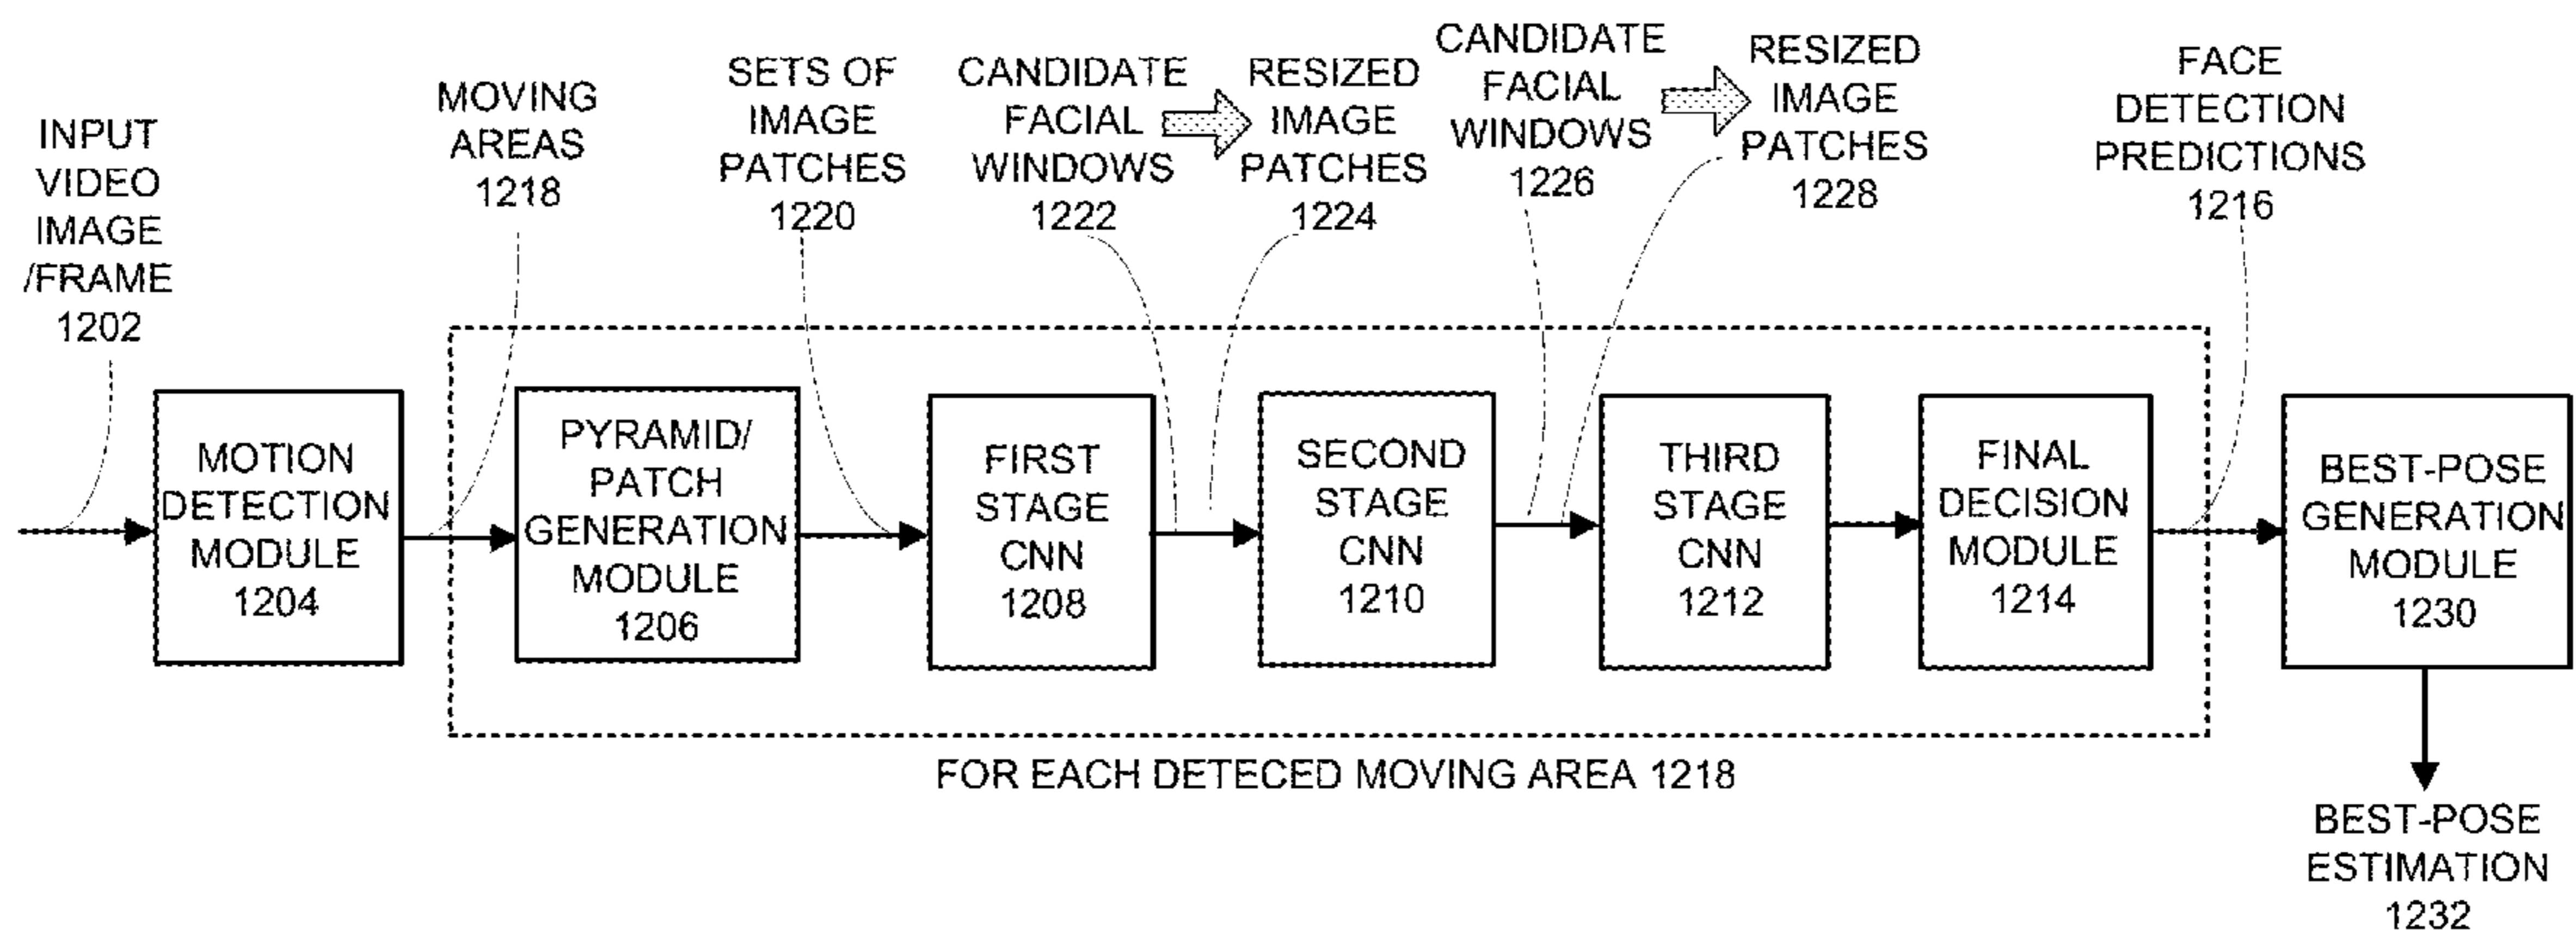 INPUT
VIDEO
IMAGE
/FRAME
1202
MOVING
AREAS
1218
SETS OF
IMAGE
PATCHES
1220
CANDIDATE
FACIAL
WINDOWS
1222
RESIZED
IMAGE
PATCHES
1224
CANDIDATE
FACIAL
WINDOWS
1226
RESIZED
IMAGE
PATCHES
1228
FACE
DETECTION
PREDICTIONS
1216
MOTION
DETECTION
MODULE
1204
PYRAMID/
PATCH
GENERATION
MODULE
1206
FIRST
STAGE
CNN
1208
SECOND
STAGE
CNN
1210
THIRD
STAGE
CNN
1212
FINAL
DECISION
MODULE
1214
BEST-POSE
GENERATION
MODULE
1230
FOR EACH DETECED MOVING AREA 1218
BEST-POSE
ESTIMATION
1232